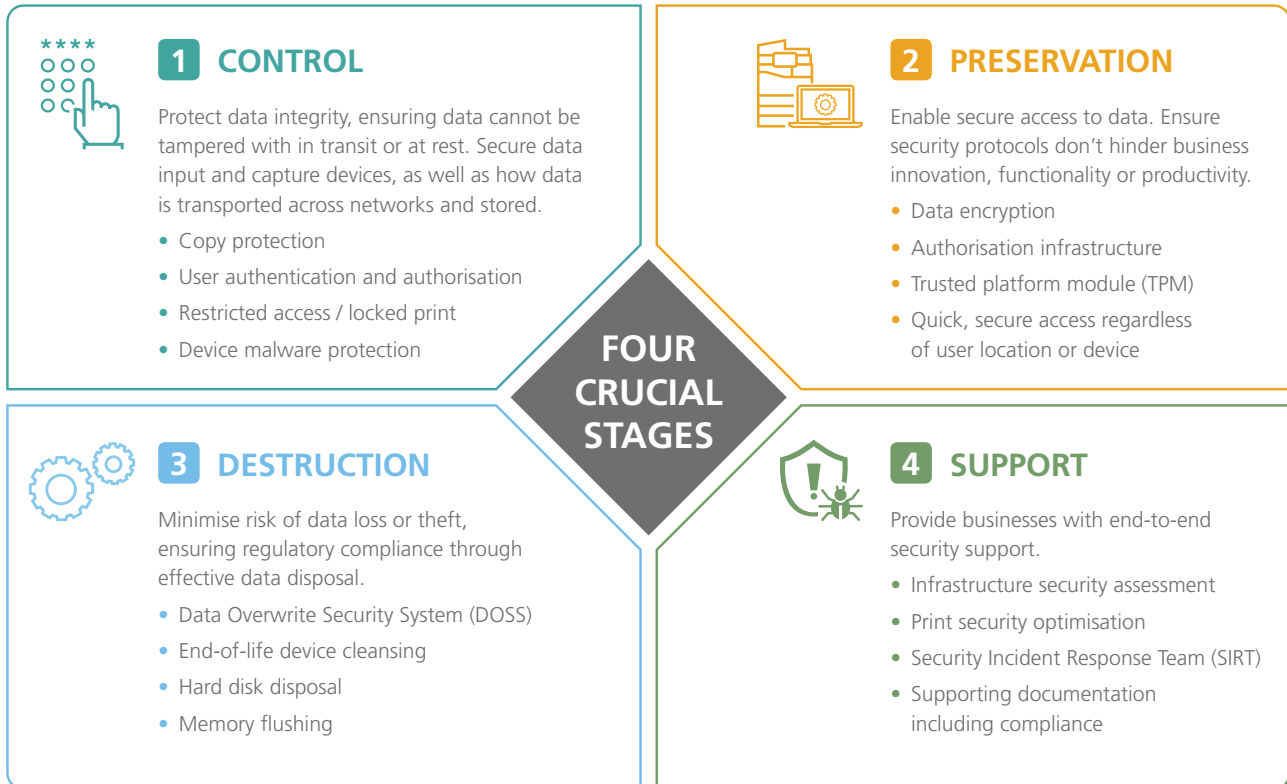 ****
1 CONTROL
Protect data integrity, ensuring data cannot be
tampered with in transit or at rest. Secure data
input and capture devices, as well as how data
is transported across networks and stored.
• Copy protection
• User authentication and authorisation
• Restricted access / locked print
• Device malware protection
2 PRESERVATION
Enable secure access to data. Ensure
security protocols don’t hinder business
innovation, functionality or productivity.
• Data encryption
• Authorisation infrastructure
• Trusted platform module (TPM)
• Quick, secure access regardless
of user location or device
FOUR
CRUCIAL
STAGES
3 DESTRUCTION
Minimise risk of data loss or theft,
ensuring regulatory compliance through
effective data disposal.
• Data Overwrite Security System (DOSS)
• End-of-life device cleansing
• Hard disk disposal
• Memory flushing
4 SUPPORT
Provide businesses with end-to-end
security support.
• Infrastructure security assessment
• Print security optimisation
• Security Incident Response Team (SIRT)
• Supporting documentation
including compliance